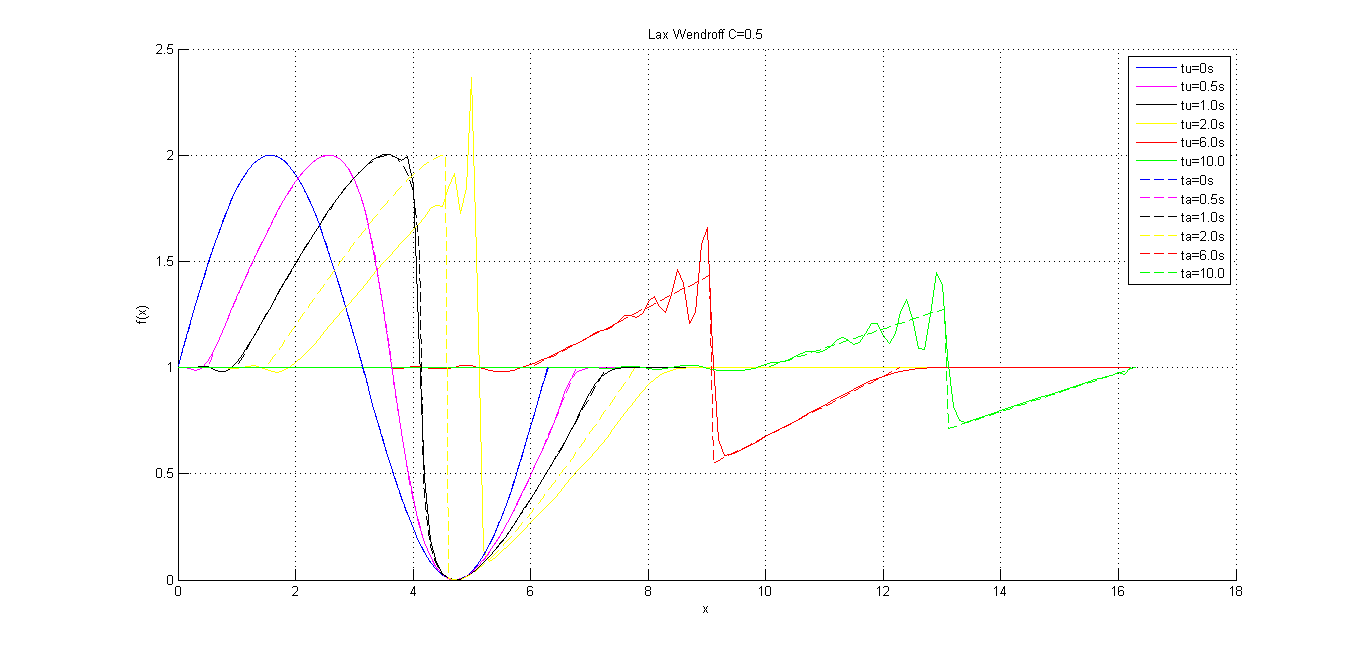 Lax Wendroff C=0.5
2.5
2
1.5
1
0.5
0
f(x)
0 2 4 6 8 10 12 14 16 18
x
tu=0s
tu=0.5s
tu=1.0s
tu=2.0s
tu=6.0s
tu=10.0
ta=0s
ta=0.5s
ta=1.0s
ta=2.0s
ta=6.0s
ta=10.0